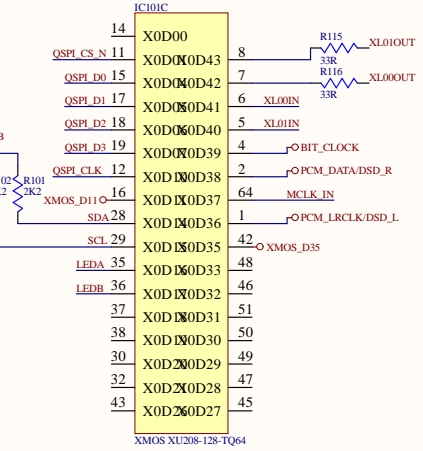 IC101C
14 X0D00
QSPI_CS_N 11 X0D01 X0D43 8 R115 33R XL01OUT
QSPI_D0 15 X0D04 X0D42 7 R116 33R XL00OUT
QSPI_D1 17 X0D05 X0D41 6 XL00IN
QSPI_D2 18 X0D06 X0D40 5 XL01IN
QSPI_D3 19 X0D07 X0D39 4 BIT_CLOCK
QSPI_CLK 12 X0D10 X0D38 2 PCM_DATA/DSD_R
R101
2K2
XMOS_D11 16 X0D11 X0D37 64 MCLK_IN
SDA 28 X0D14 X0D36 1 PCM_LRCLK/DSD_L
SCL 29 X0D15 X0D35 42 XMOS_D35
LEDA 35 X0D16 X0D33 48
LEDB 36 X0D17 X0D32 46
37 X0D18 X0D31 51
38 X0D19 X0D30 50
30 X0D20 X0D29 49
32 X0D21 X0D28 47
43 X0D26 X0D27 45
XMOS XU208-128-TQ64